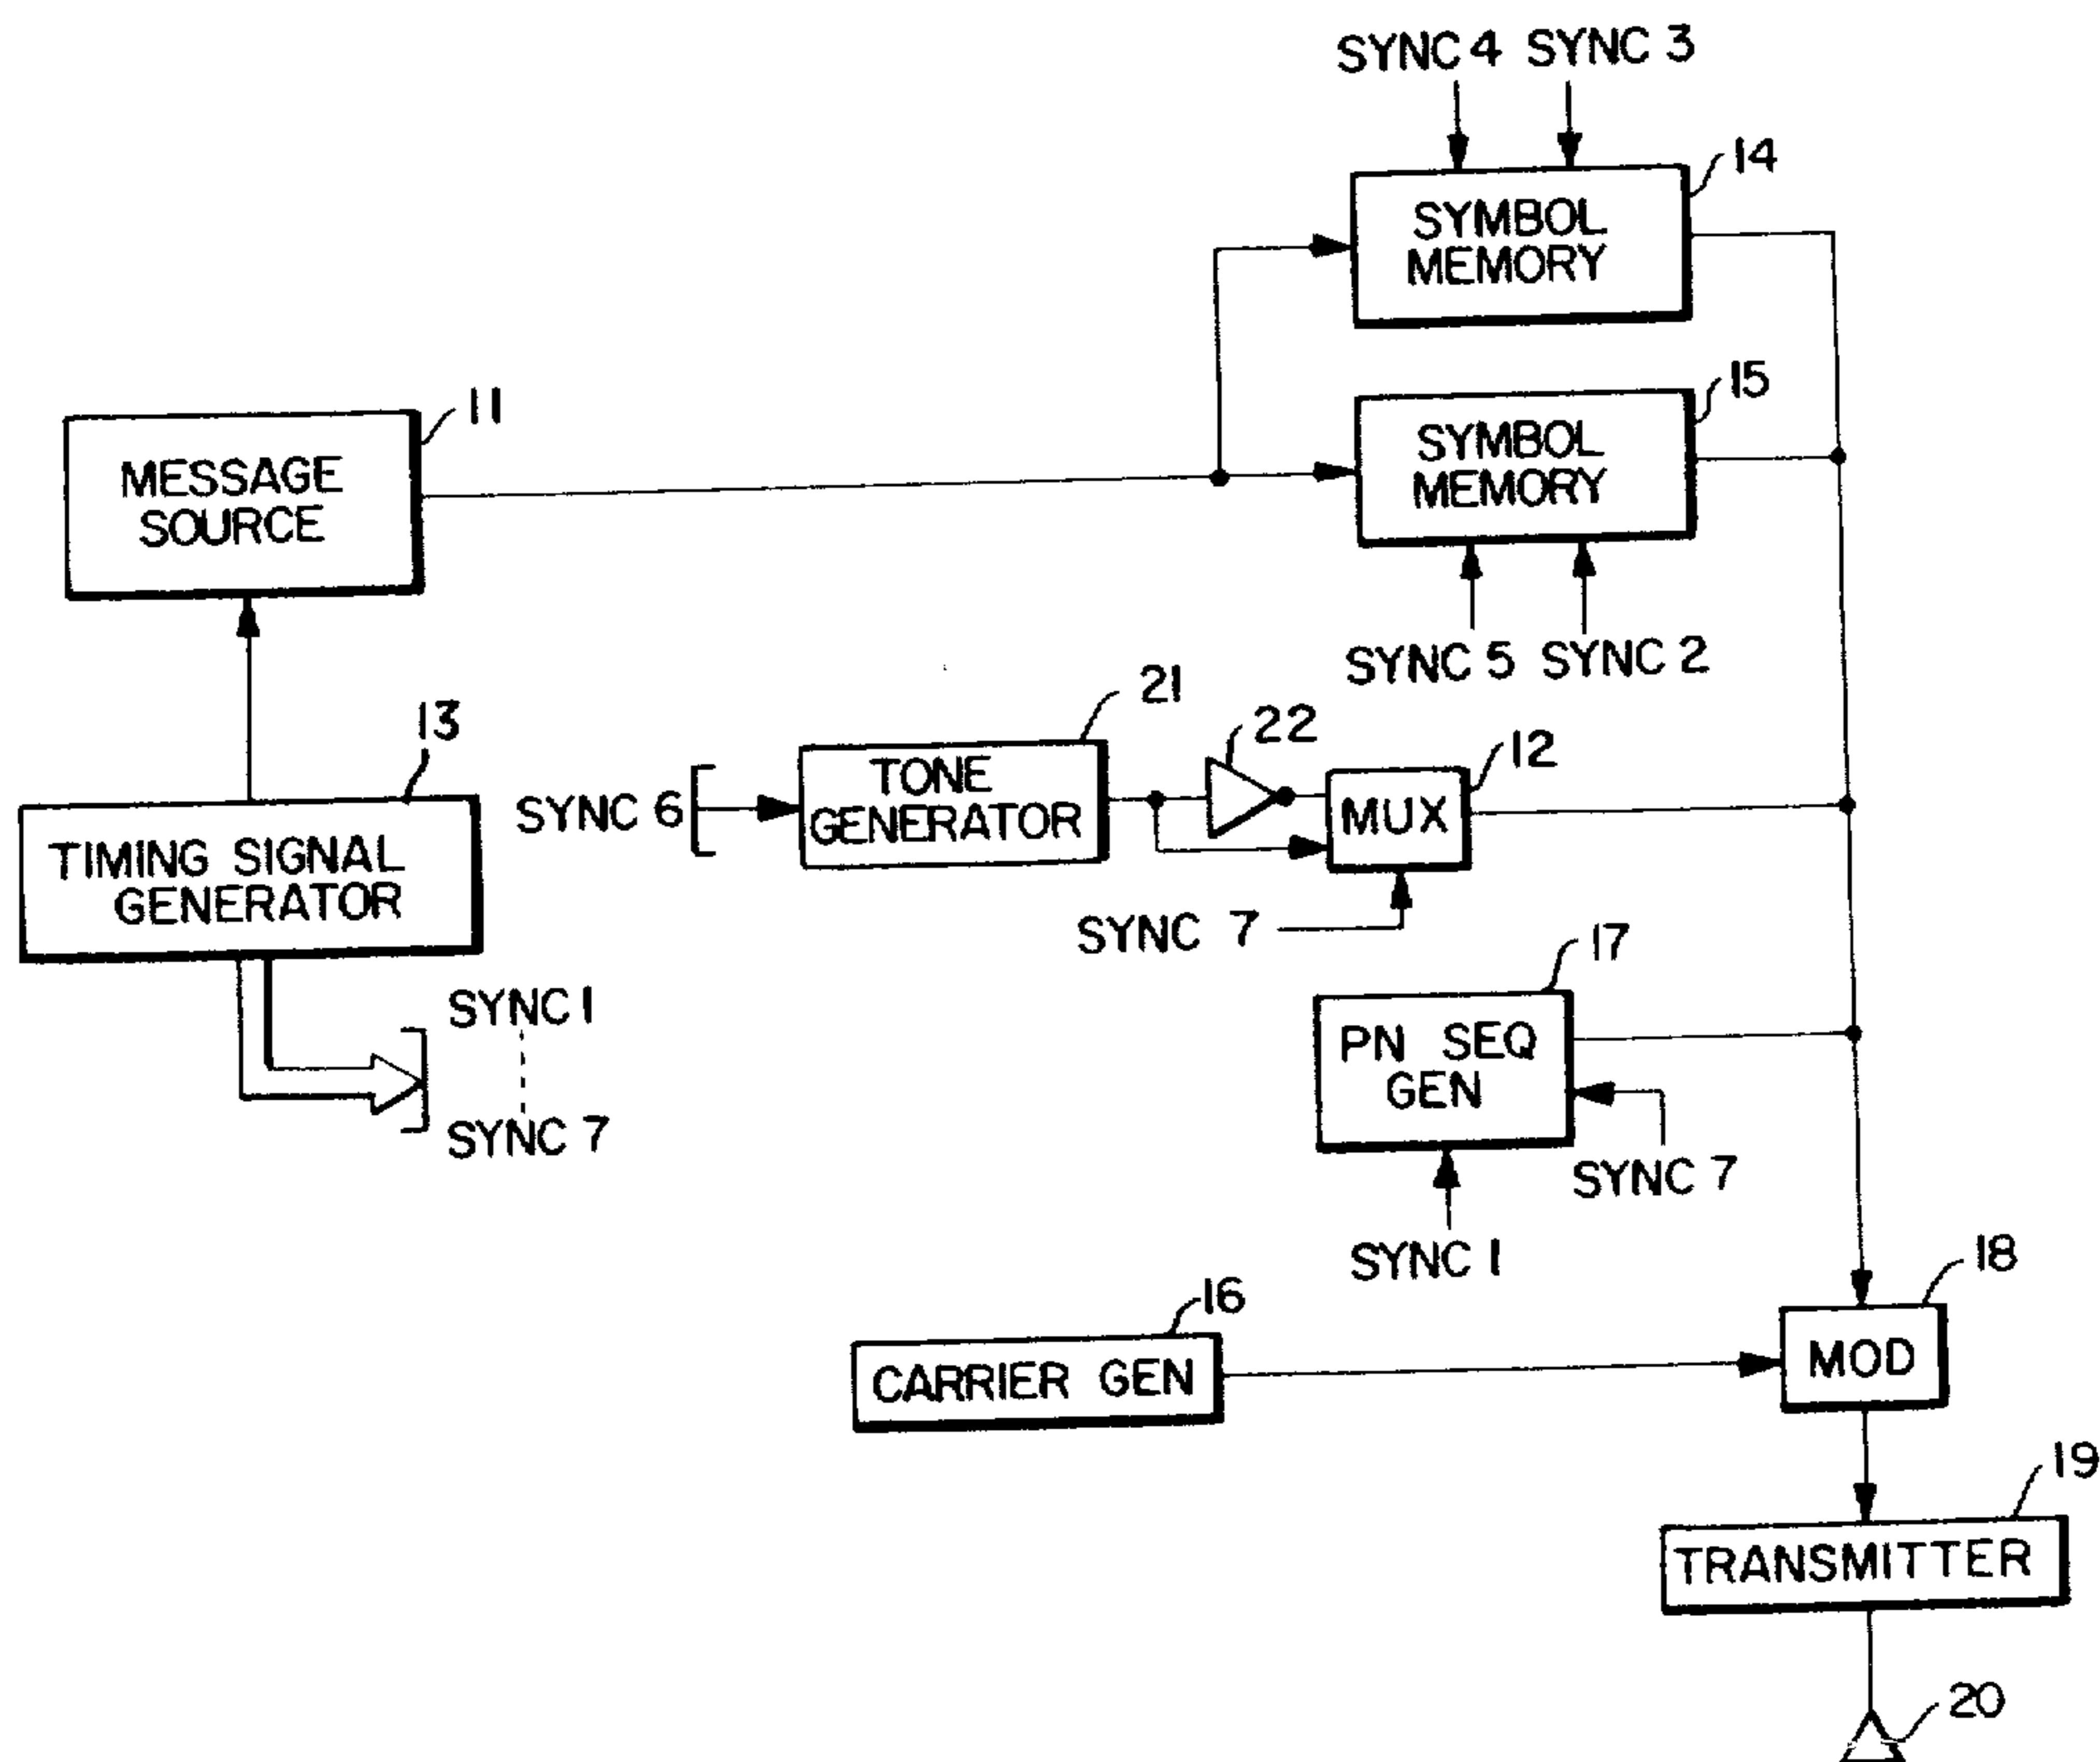 SYNC 4 SYNC 3
14
SYMBOL
MEMORY
15
SYMBOL
MEMORY
11
MESSAGE
SOURCE
SYNC 5 SYNC 2
21
13
22
12
SYNC 6
TONE
GENERATOR
MUX
TIMING SIGNAL
GENERATOR
SYNC 7
17
SYNC 1
PN SEQ
GEN
SYNC 7
SYNC 7
SYNC 1
18
16
CARRIER GEN
MOD
19
TRANSMITTER
20